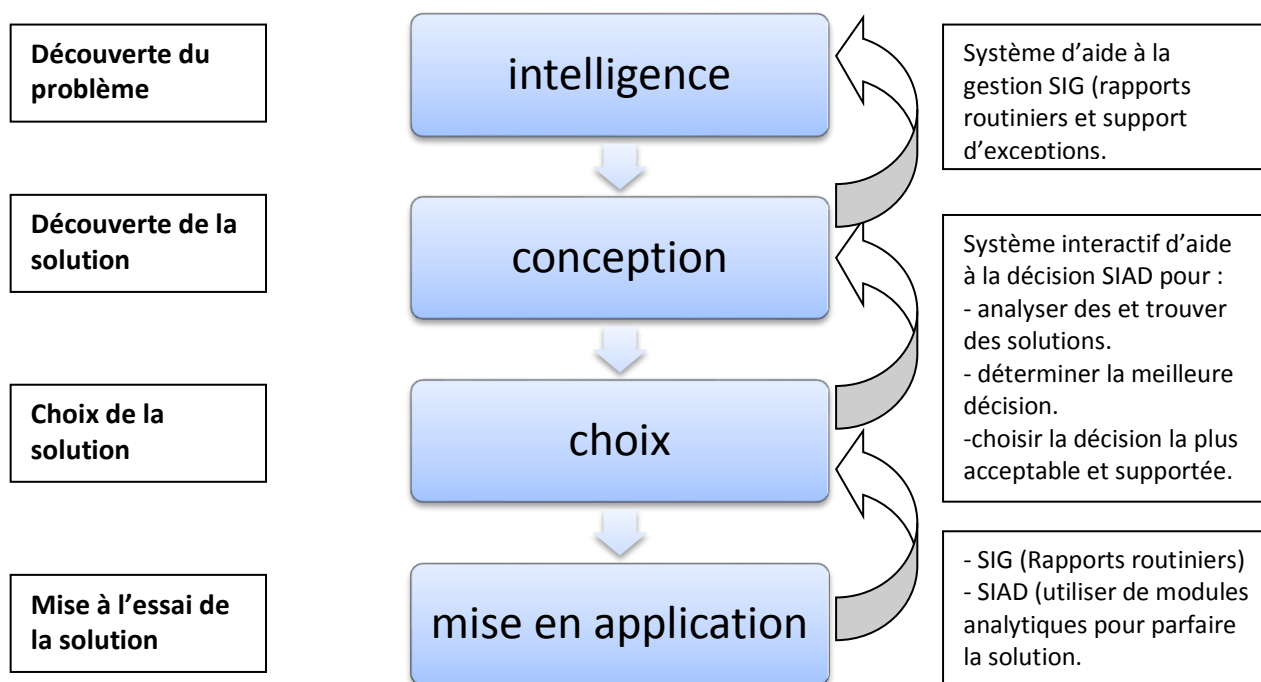 Découverte du
problème
intelligence
Système d’aide à la
gestion SIG (rapports
routiniers et support
d’exceptions.
Découverte de la
solution
conception
Système interactif d’aide
à la décision SIAD pour :
- analyser des et trouver
des solutions.
- déterminer la meilleure
décision.
-choisir la décision la plus
acceptable et supportée.
Choix de la
solution
choix
Mise à l’essai de
la solution
mise en application
- SIG (Rapports routiniers)
- SIAD (utiliser de modules
analytiques pour parfaire
la solution.